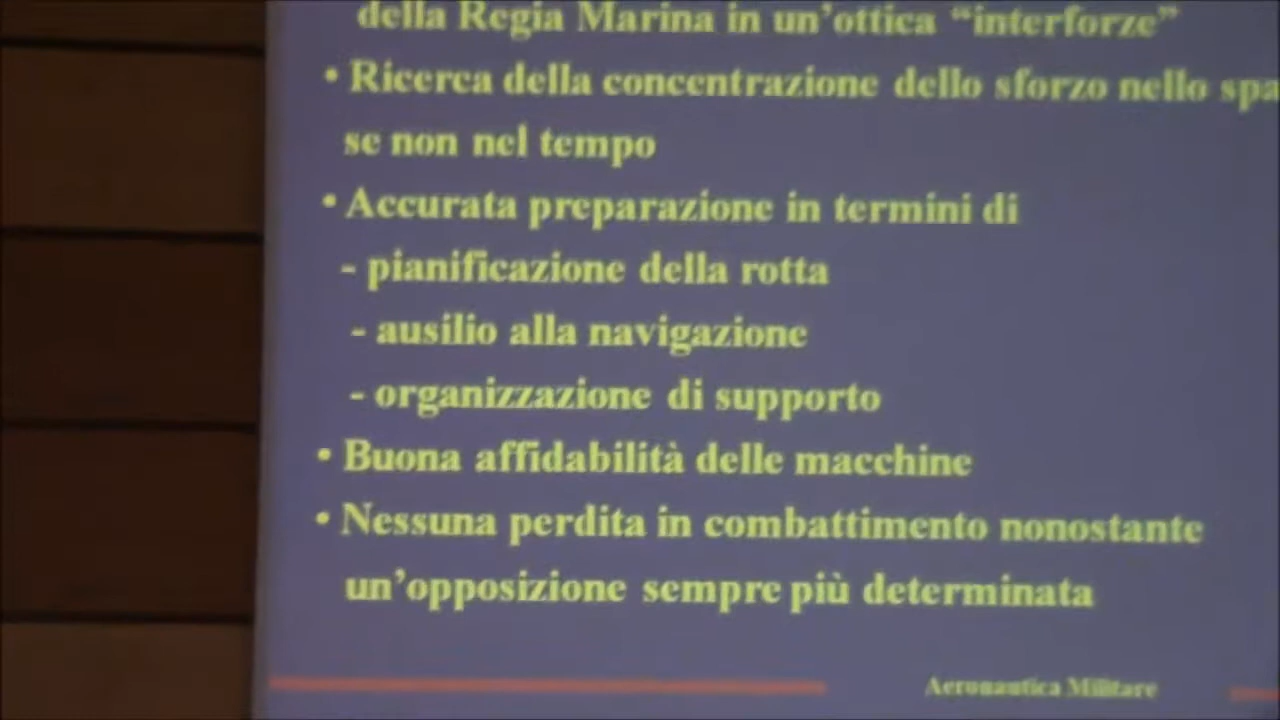 della Regia Marina in un'ottica “interforze”
• Ricerca della concentrazione dello sforzo nello spa
se non nel tempo
• Accurata preparazione in termini di
- pianificazione della rotta
- ausilio alla navigazione
- organizzazione di supporto
• Buona affidabilità delle macchine
• Nessuna perdita in combattimento nonostante
un'opposizione sempre più determinata
Aeronautica Militare